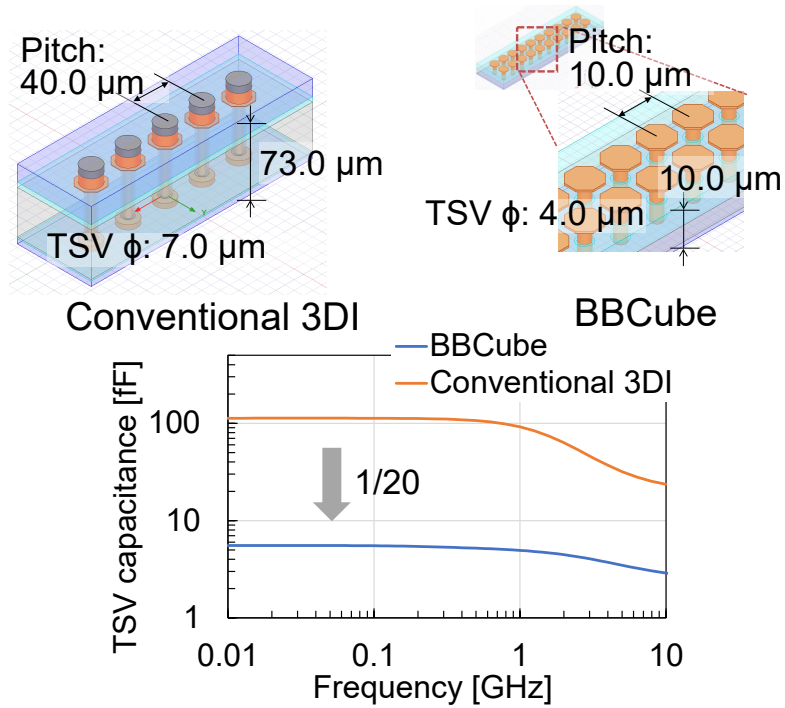 Pitch:
40.0 µm
73.0 µm
TSV ϕ: 7.0 µm
Y
Conventional 3DI
Pitch:
10.0 µm
10.0 µm
TSV ϕ: 4.0 µm
BBCube
BBCube
Conventional 3DI
TSV capacitance [fF]
100
10
1
1/20
0.01 0.1 1 10
Frequency [GHz]